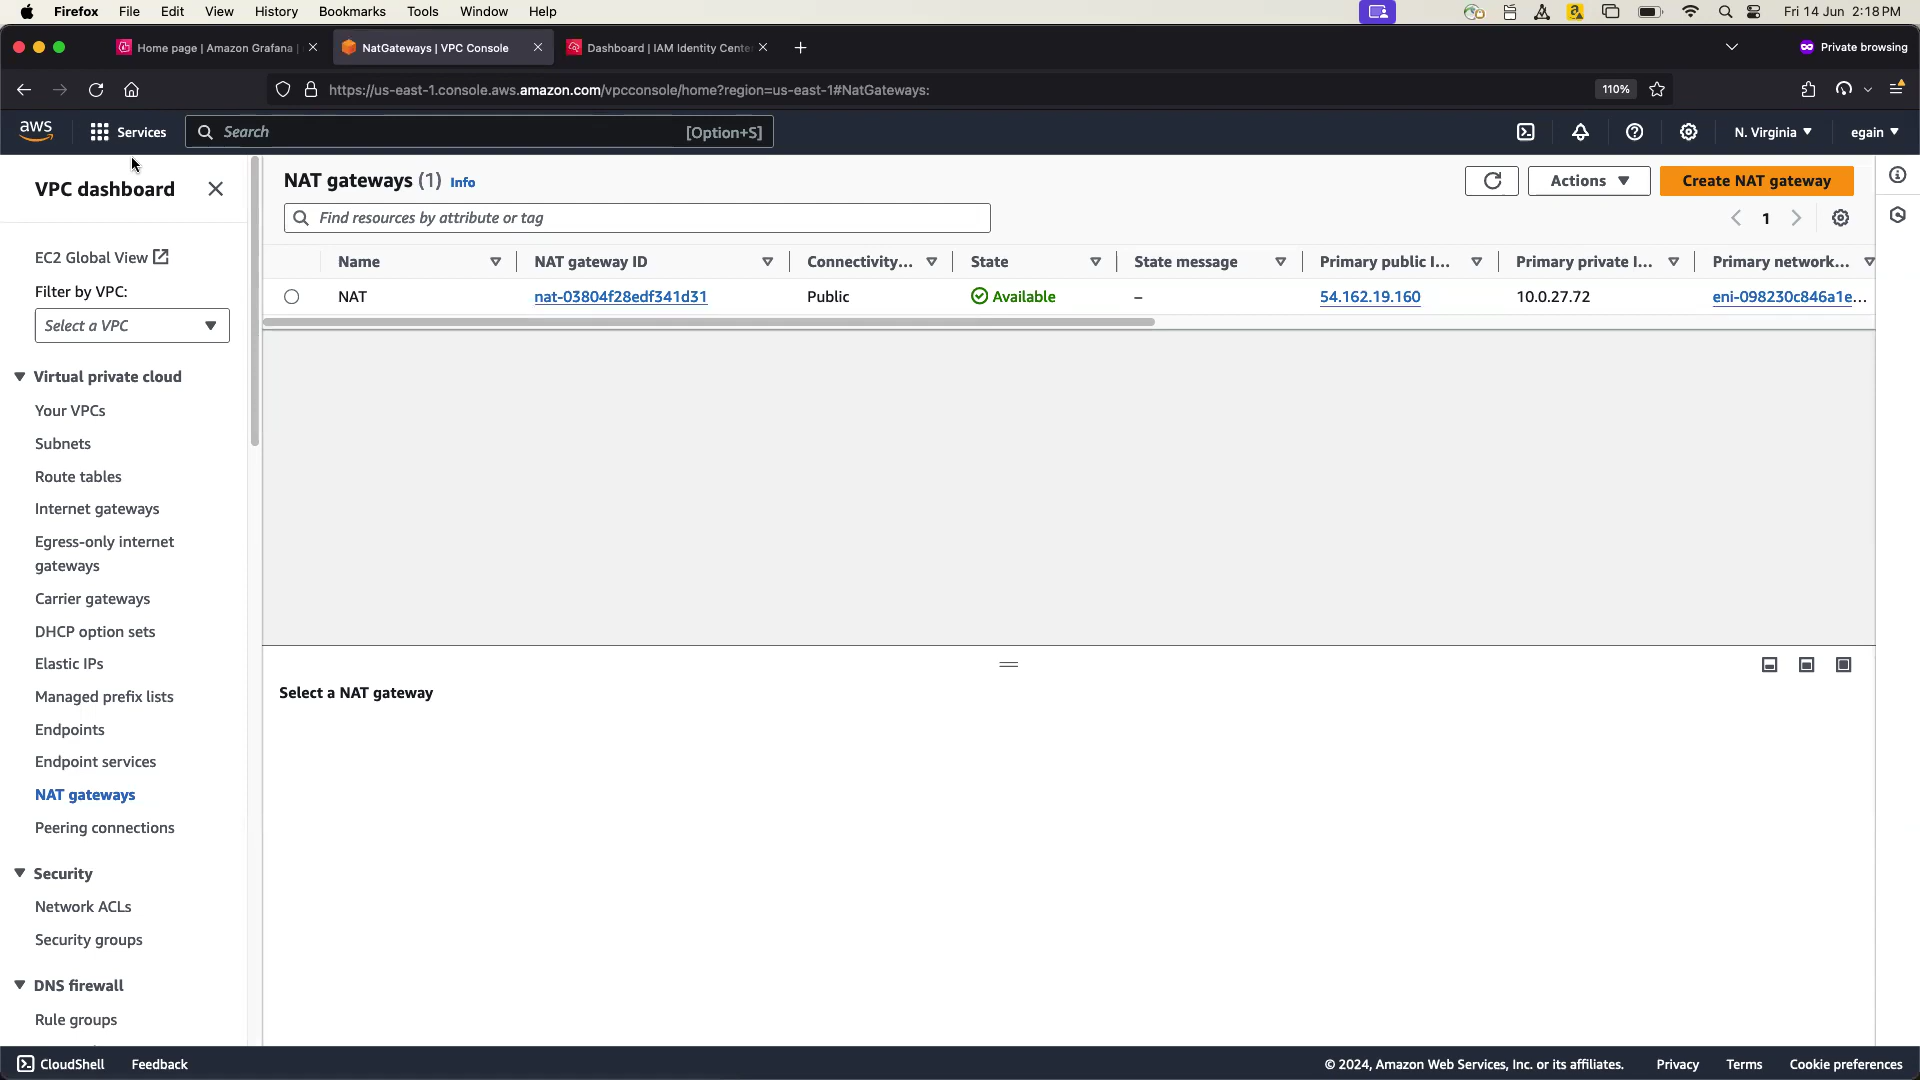 Firefox File Edit View History Bookmarks Tools Window Help Fri 14 Jun 2:18 PM
Home page | Amazon Grafana | NatGateways | VPC Console Dashboard | IAM Identity Cente Private browsing
https://us-east-1.console.aws.amazon.com/vpcconsole/home?region=us-east-1#NatGateways: 110%
aws Services Search [Option+S] N. Virginia egain
VPC dashboard
EC2 Global View
Filter by VPC:
Select a VPC
Virtual private cloud
Your VPCs
Subnets
Route tables
Internet gateways
Egress-only internet
gateways
Carrier gateways
DHCP option sets
Elastic IPs
Managed prefix lists
Endpoints
Endpoint services
NAT gateways
Peering connections
Security
Network ACLs
Security groups
DNS firewall
Rule groups
NAT gateways (1) Info
Actions Create NAT gateway
Find resources by attribute or tag
1
Name NAT gateway ID Connectivity... State State message Primary public I... Primary private I... Primary network...
NAT nat-03804f28edf341d31 Public Available – 54.162.19.160 10.0.27.72 eni-098230c846a1e...
Select a NAT gateway
CloudShell Feedback © 2024, Amazon Web Services, Inc. or its affiliates. Privacy Terms Cookie preferences